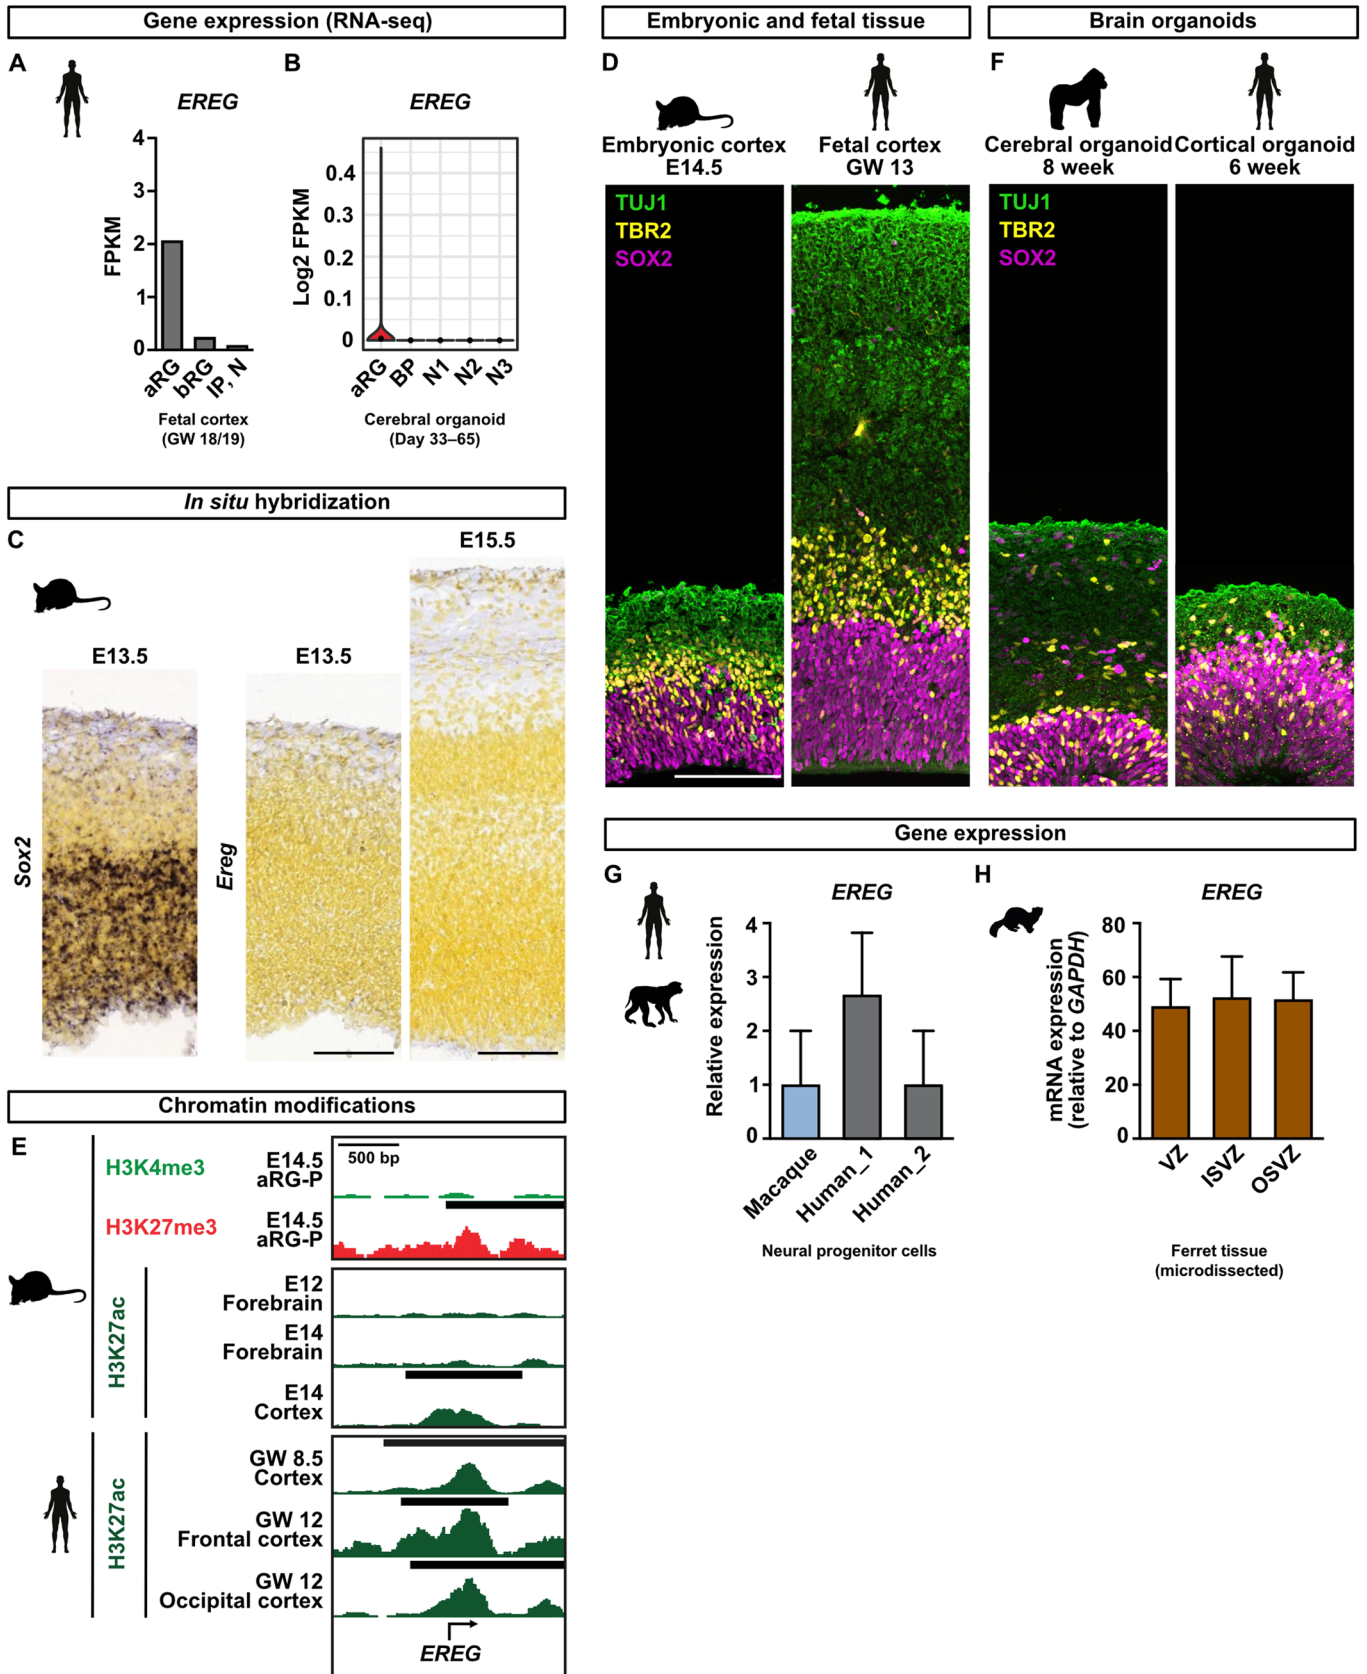 Gene expression (RNA-seq)
A
EREG
FPKM
4
3
2
1
0
aRG
bRG
IP, N
Fetal cortex
(GW 18/19)
B
EREG
Log2 FPKM
0.4
0.3
0.2
0.1
0
aRG
BP
N1
N2
N3
Cerebral organoid
(Day 33–65)
In situ hybridization
C
E13.5
E13.5
E15.5
Sox2
Ereg
Chromatin modifications
E
500 bp
H3K4me3
E14.5
aRG-P
H3K27me3
E14.5
aRG-P
H3K27ac
E12
Forebrain
E14
Forebrain
E14
Cortex
H3K27ac
GW 8.5
Cortex
GW 12
Frontal cortex
GW 12
Occipital cortex
EREG
Embryonic and fetal tissue
D
Embryonic cortex
E14.5
Fetal cortex
GW 13
TUJ1
TBR2
SOX2
Brain organoids
F
Cerebral organoid
8 week
Cortical organoid
6 week
TUJ1
TBR2
SOX2
Gene expression
G
EREG
Relative expression
4
3
2
1
0
Macaque
Human_1
Human_2
Neural progenitor cells
H
EREG
mRNA expression
(relative to GAPDH)
80
60
40
20
0
VZ
ISVZ
OSVZ
Ferret tissue
(microdissected)